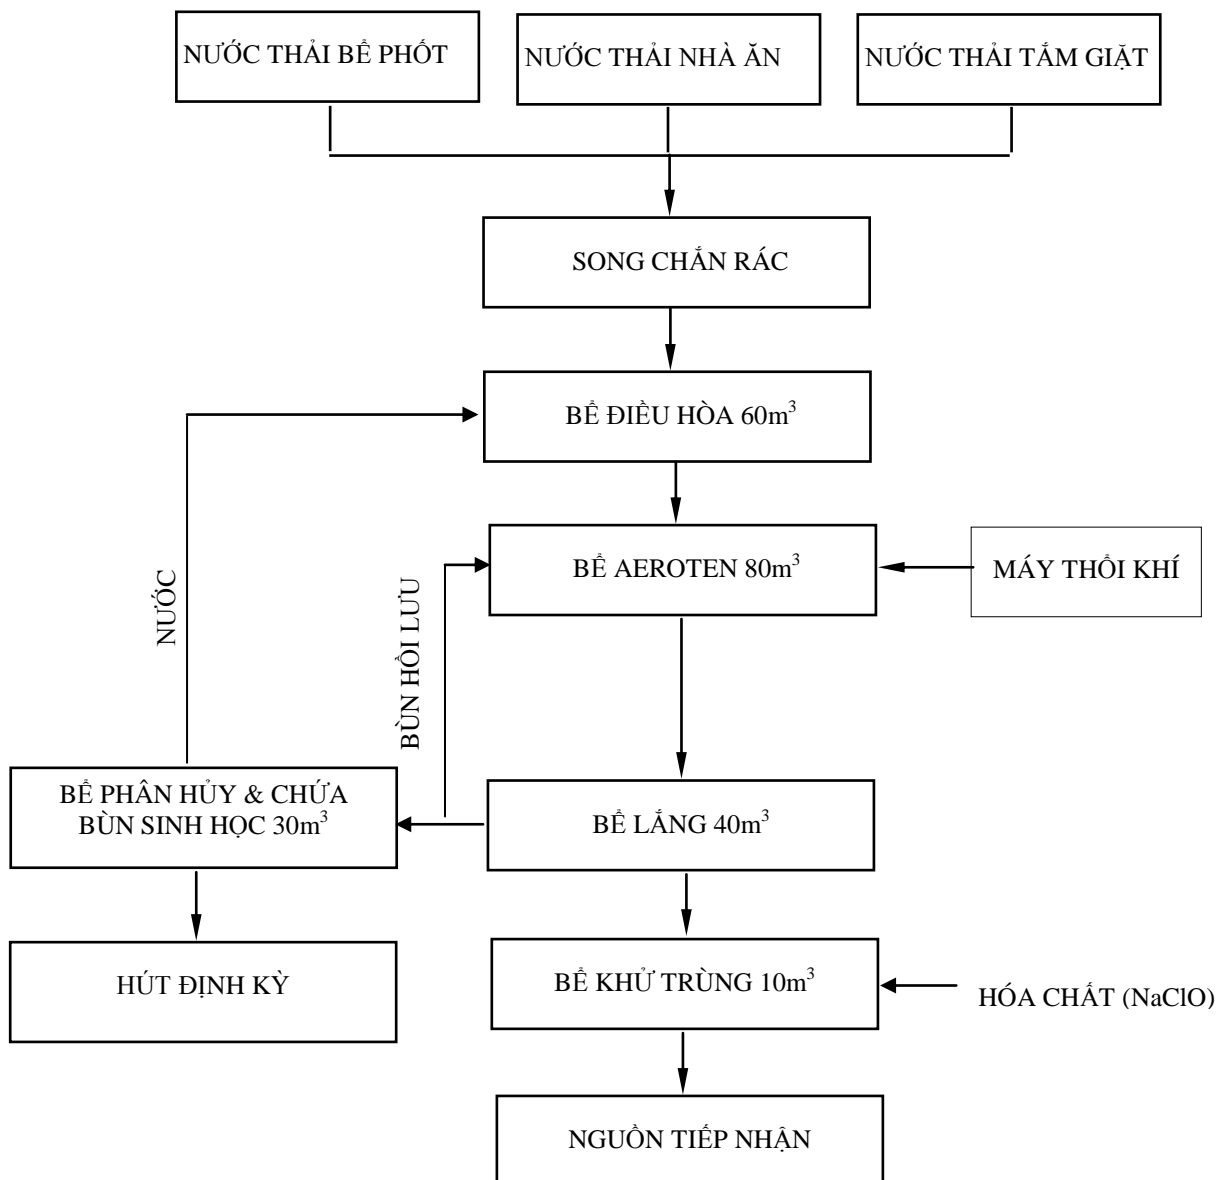 NƯỚC THẢI BỂ PHỐT
NƯỚC THẢI NHÀ ĂN
NƯỚC THẢI TẮM GIẶT
SONG CHẮN RÁC
BỂ ĐIỀU HÒA 60m³
NƯỚC
BÙN HỒI LƯU
BỂ AEROTEN 80m³
MÁY THỔI KHÍ
BỂ PHÂN HỦY & CHỨA
BÙN SINH HỌC 30m³
BỂ LẮNG 40m³
HÚT ĐỊNH KỲ
BỂ KHỬ TRÙNG 10m³
HÓA CHẤT (NaClO)
NGUỒN TIẾP NHẬN